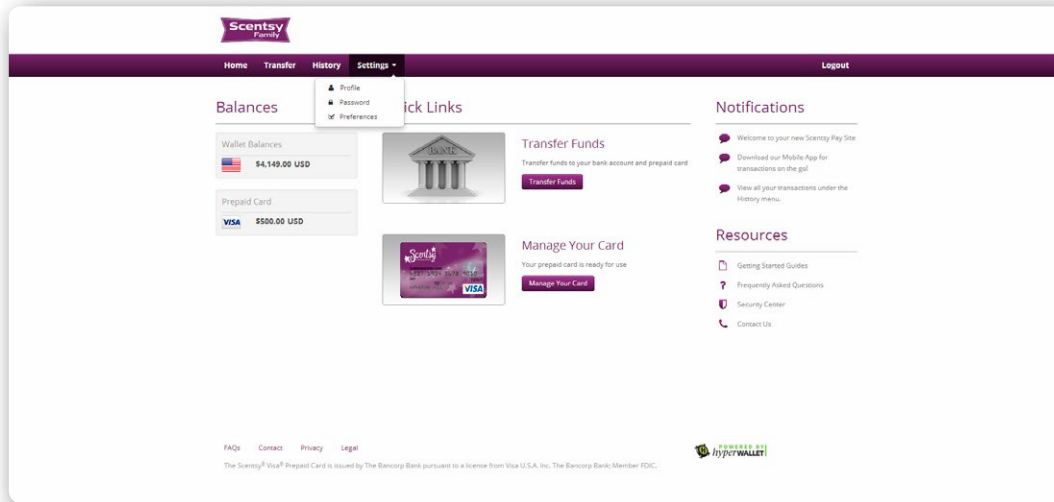 Scentsy
Family
Home Transfer History Settings
Logout
Profile
Password
Preferences
Balances
ick Links
Notifications
Wallet Balances
$4,149.00 USD
Prepaid Card
VISA $500.00 USD
BANK
Transfer Funds
Transfer funds to your bank account and prepaid card
Transfer Funds
Scentsy
VISA
Manage Your Card
Your prepaid card is ready for use
Manage Your Card
Welcome to your new Scentsy Pay Site
Download our Mobile App for
transactions on the go!
View all your transactions under the
History menu.
Resources
Getting Started Guides
Frequently Asked Questions
Security Center
Contact Us
FAQs Contact Privacy Legal
The Scentsy® Visa® Prepaid Card is issued by The Bancorp Bank pursuant to a license from Visa U.S.A. Inc. The Bancorp Bank; Member FDIC.
POWERED BY
hyperWALLET